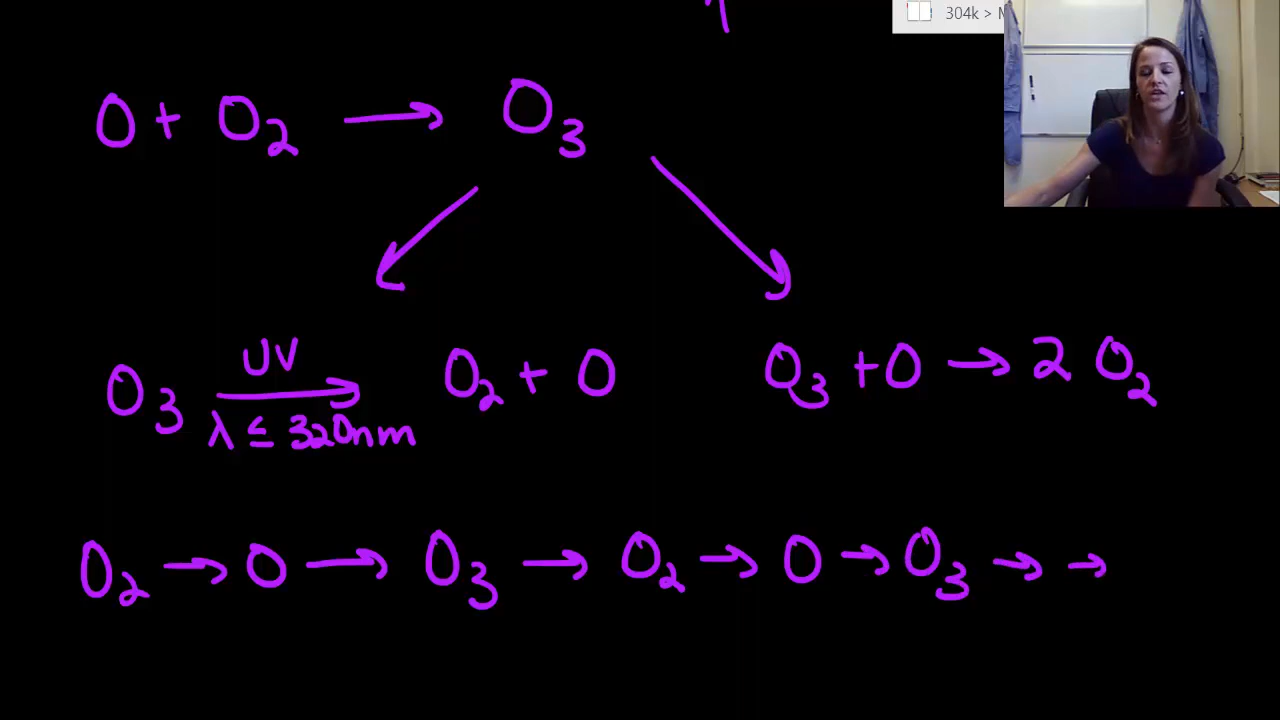 304k > M
O + O₂ → O₃
O₃ UV → λ ≤ 320nm O₂ + O
O₃ + O → 2 O₂
O₂ → O → O₃ → O₂ → O → O₃ → →